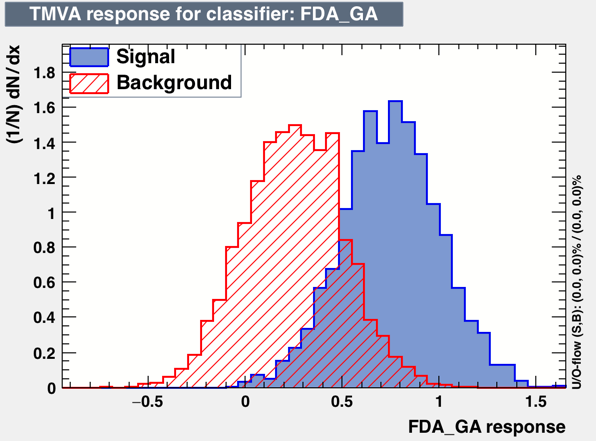 TMVA response for classifier: FDA_GA
Signal
Background
(1/N) dN/dx
1.8
1.6
1.4
1.2
1
0.8
0.6
0.4
0.2
0
−0.5
0
0.5
1
1.5
FDA_GA response
U/O-flow (S,B): (0.0, 0.0)% / (0.0, 0.0)%